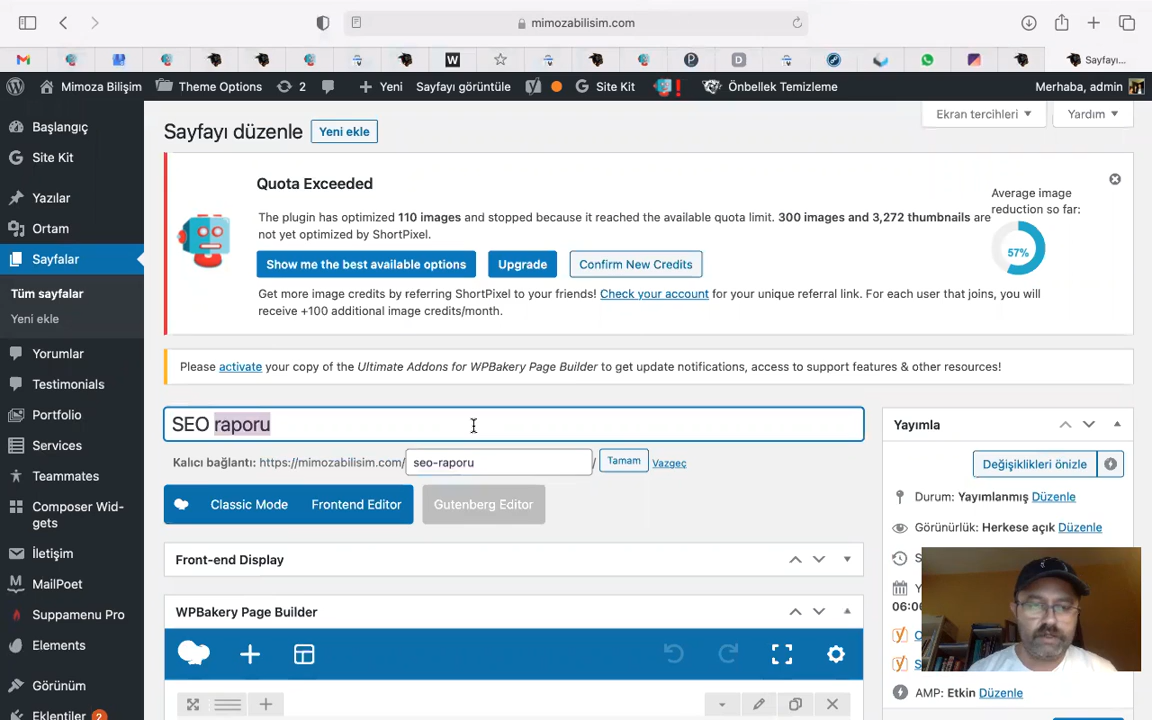 mimozabilisim.com
Sayfayı...
Mimoza Bilişim
Theme Options
2
Yeni
Sayfayı görüntüle
Site Kit
Önbellek Temizleme
Merhaba, admin
Başlangıç
Site Kit
Yazılar
Ortam
Sayfalar
Tüm sayfalar
Yeni ekle
Yorumlar
Testimonials
Portfolio
Services
Teammates
Composer Wid-
gets
İletişim
MailPoet
Suppamenu Pro
Elements
Görünüm
Eklentiler 2
Ekran tercihleri
Yardım
Sayfayı düzenle
Yeni ekle
Quota Exceeded
The plugin has optimized 110 images and stopped because it reached the available quota limit. 300 images and 3,272 thumbnails are
not yet optimized by ShortPixel.
Show me the best available options
Upgrade
Confirm New Credits
Get more image credits by referring ShortPixel to your friends! Check your account for your unique referral link. For each user that joins, you will
receive +100 additional image credits/month.
Average image
reduction so far:
57%
Please activate your copy of the Ultimate Addons for WPBakery Page Builder to get update notifications, access to support features & other resources!
SEO raporu
Kalıcı bağlantı: https://mimozabilisim.com/ seo-raporu / Tamam Vazgeç
Classic Mode
Frontend Editor
Gutenberg Editor
Front-end Display
WPBakery Page Builder
Yayımla
Değişiklikleri önizle
Durum: Yayımlanmış Düzenle
Görünürlük: Herkese açık Düzenle
06:06
AMP: Etkin Düzenle